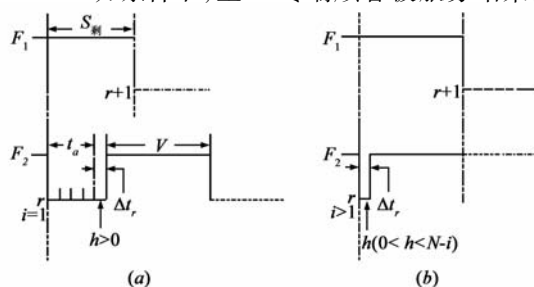 S剩
F₁
r+1
tₐ
V
F₂
r
i=1
Δtᵣ
h>0
(a)
F₁
r+1
F₂
r
i>1
Δtᵣ
h(0< h<N-i)
(b)